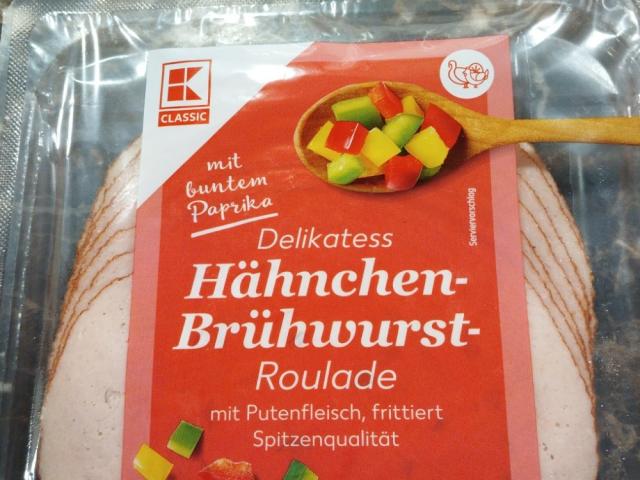 K
CLASSIC
mit
buntem
Paprika
Serviervorschlag
Delikatess
Hähnchen-
Brühwurst-
Roulade
mit Putenfleisch, frittiert
Spitzenqualität